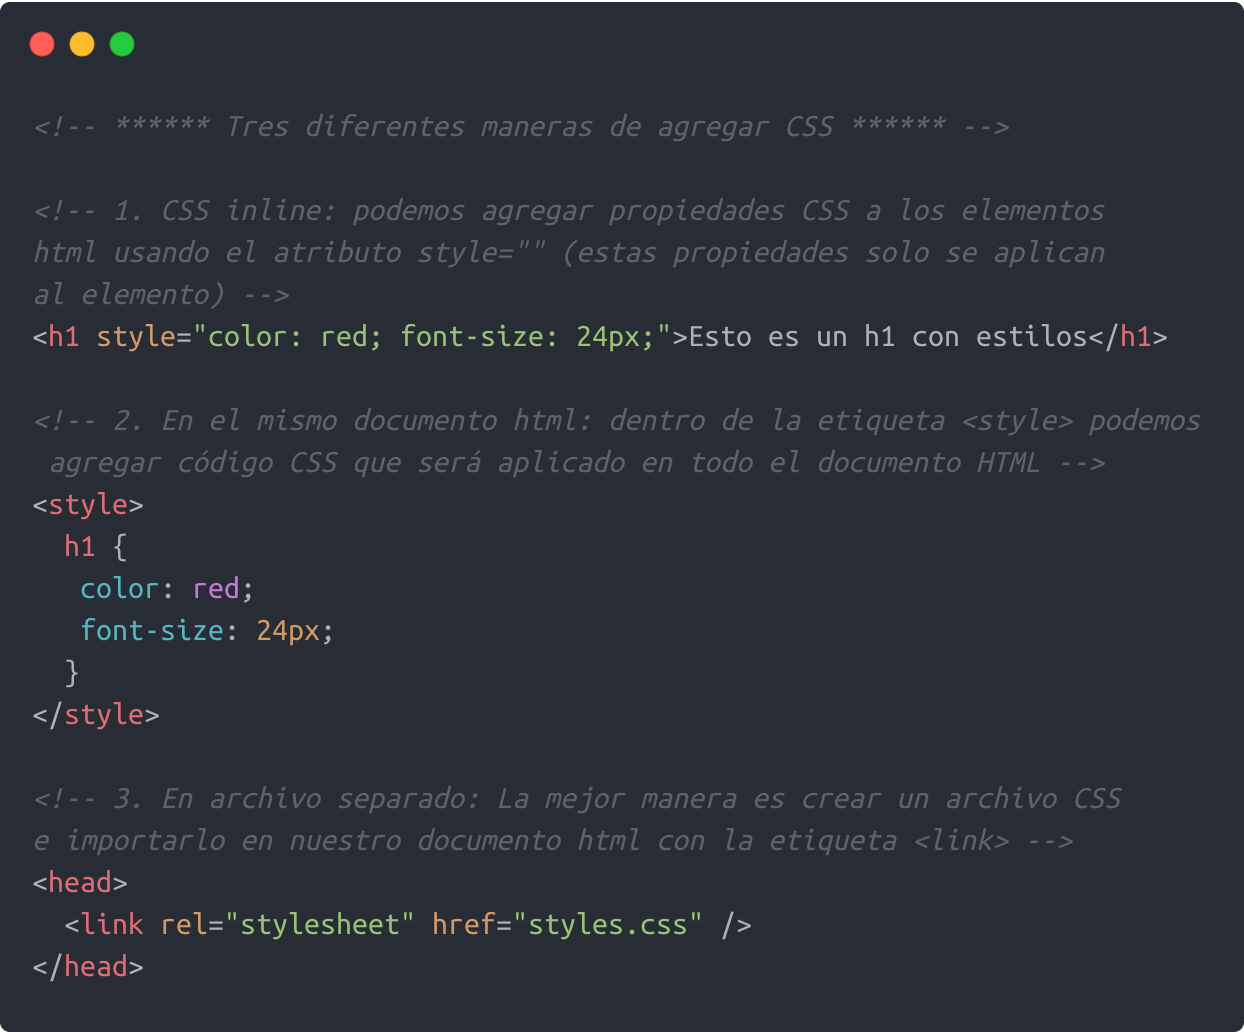 <!-- ****** Tres diferentes maneras de agregar CSS ****** -->
<!-- 1. CSS inline: podemos agregar propiedades CSS a los elementos
html usando el atributo style="" (estas propiedades solo se aplican
al elemento) -->
<h1 style="color: red; font-size: 24px;">Esto es un h1 con estilos</h1>
<!-- 2. En el mismo documento html: dentro de la etiqueta <style> podemos
 agregar código CSS que será aplicado en todo el documento HTML -->
<style>
  h1 {
   color: red;
   font-size: 24px;
  }
</style>
<!-- 3. En archivo separado: La mejor manera es crear un archivo CSS
e importarlo en nuestro documento html con la etiqueta <link> -->
<head>
  <link rel="stylesheet" href="styles.css" />
</head>